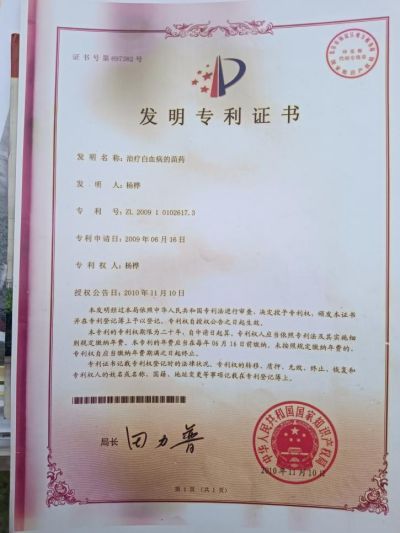 证书号第697382号
发明专利证书
发明名称：治疗白血病的苗药
发明人：杨桦
专利号：ZL 2009 1 0102617.3
专利申请日：2009年06月16日
专利权人：杨桦
授权公告日：2010年11月10日
本发明经过本局依照中华人民共和国专利法进行审查，决定授予专利权，颁发本证书
并在专利登记簿上予以登记。专利权自授权公告之日起生效。
本专利的专利权期限为二十年，自申请日起算。专利权人应当依照专利法及其实施细
则规定缴纳年费。本专利的年费应当在每年06月16日前缴纳。未按照规定缴纳年费的，
专利权自应当缴纳年费期满之日起终止。
专利证书记载专利权登记时的法律状况。专利权的转移、质押、无效、终止、恢复和
专利权人的姓名或名称、国籍、地址变更等事项记载在专利登记簿上。
局长
田力普
中华人民共和国国家知识产权局
2010年11月10日
第1页（共1页）